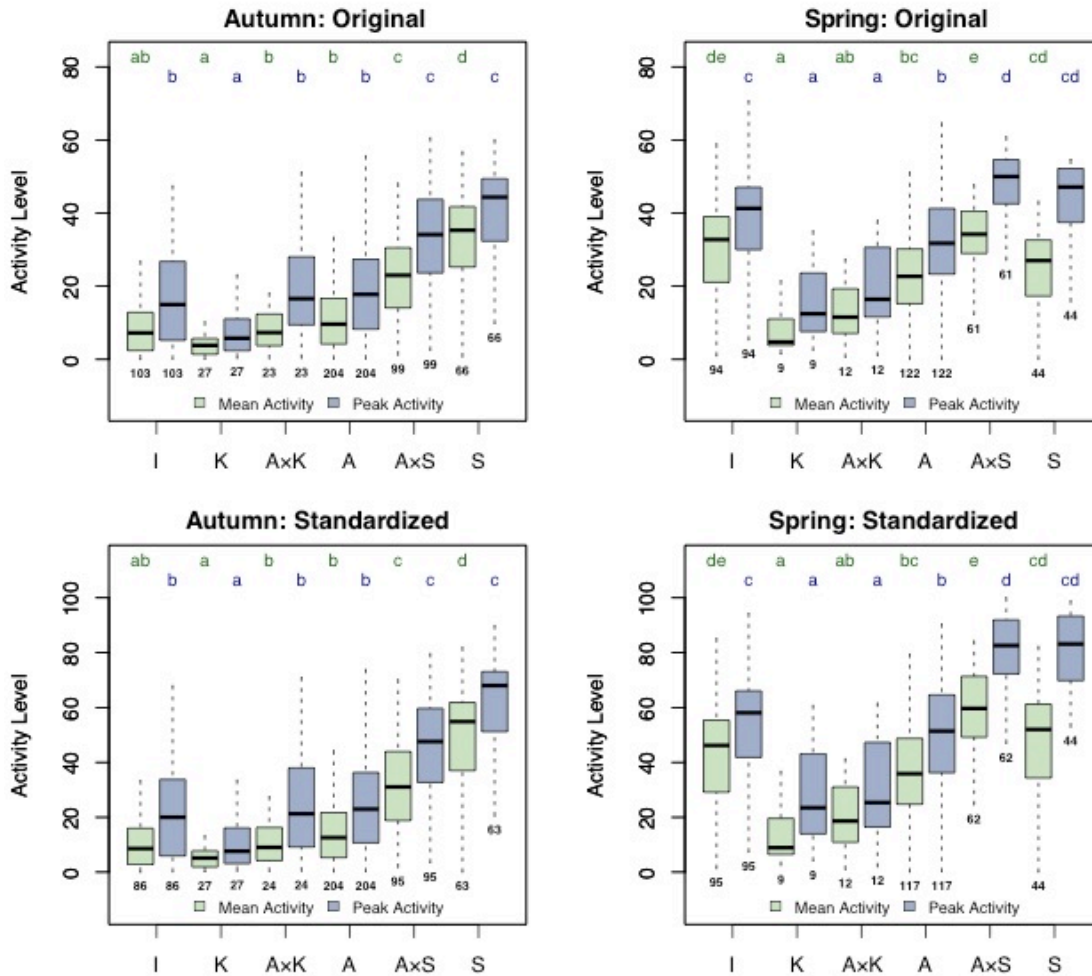 Autumn: Original
Activity Level
80
60
40
20
0
ab a b b c d
b a b b c c
103 103 27 27 23 23 204 204 99 99 66 66
Mean Activity Peak Activity
I K A×K A A×S S
Spring: Original
Activity Level
80
60
40
20
0
de a ab bc e cd
c a a b d cd
94 94 9 9 12 12 122 122 61 61 44 44
Mean Activity Peak Activity
I K A×K A A×S S
Autumn: Standardized
Activity Level
100
80
60
40
20
0
ab a b b c d
b a b b c c
86 86 27 27 24 24 204 204 95 95 63 63
Mean Activity Peak Activity
I K A×K A A×S S
Spring: Standardized
Activity Level
100
80
60
40
20
0
de a ab bc e cd
c a a b d cd
95 95 9 9 12 12 117 117 62 62 44 44
Mean Activity Peak Activity
I K A×K A A×S S